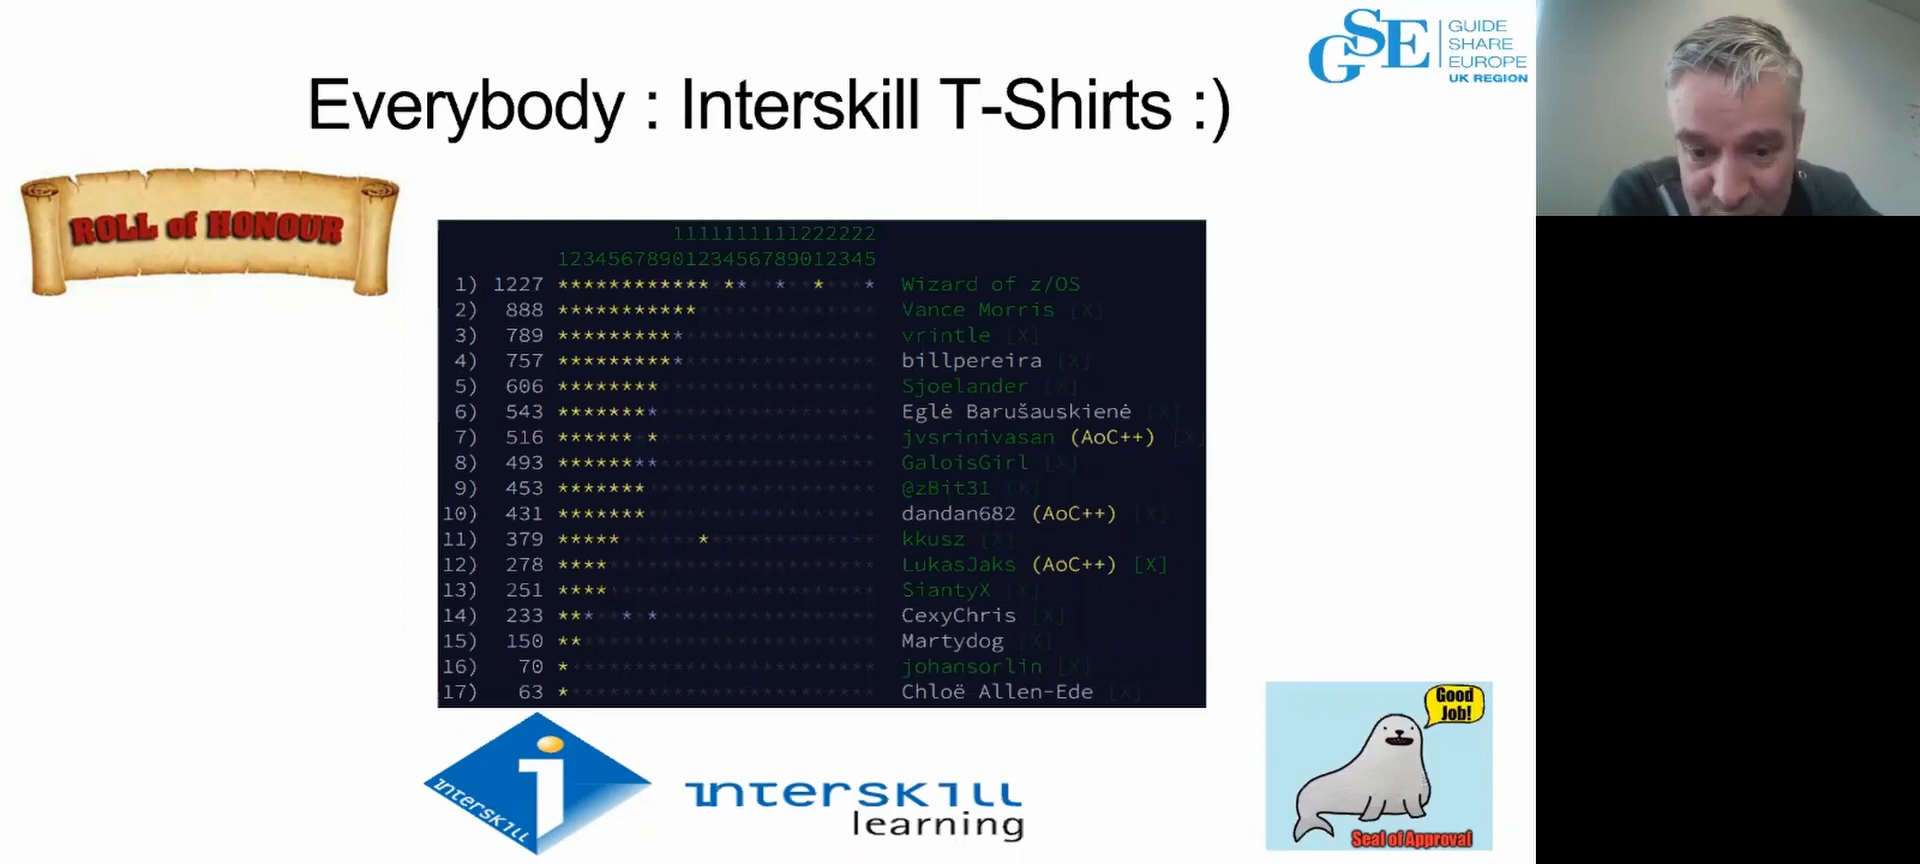 GSE
GUIDE
SHARE
EUROPE
UK REGION
Everybody : Interskill T-Shirts :)
ROLL of HONOUR
1111111111222222
1234567890123456789012345
1) 1227 ************ ** * * * Wizard of z/OS
2) 888 *********** Vance Morris [X]
3) 789 ********** vrintle [X]
4) 757 ********** billpereira [X]
5) 606 ******** Sjoelander [X]
6) 543 ******** Eglė Barušauskienė [X]
7) 516 ****** * jvsrinivasan (AoC++) [X]
8) 493 ******** GaloisGirl [X]
9) 453 ******* @zBit31 [X]
10) 431 ******* dandan682 (AoC++) [X]
11) 379 ***** * kkusz [X]
12) 278 **** LukasJaks (AoC++) [X]
13) 251 **** SiantyX [X]
14) 233 *** * * CexyChris [X]
15) 150 ** Martydog [X]
16) 70 * johansorlin [X]
17) 63 * Chloë Allen-Ede [X]
Good
Job!
Seal of Approval
interskill
interskill
learning